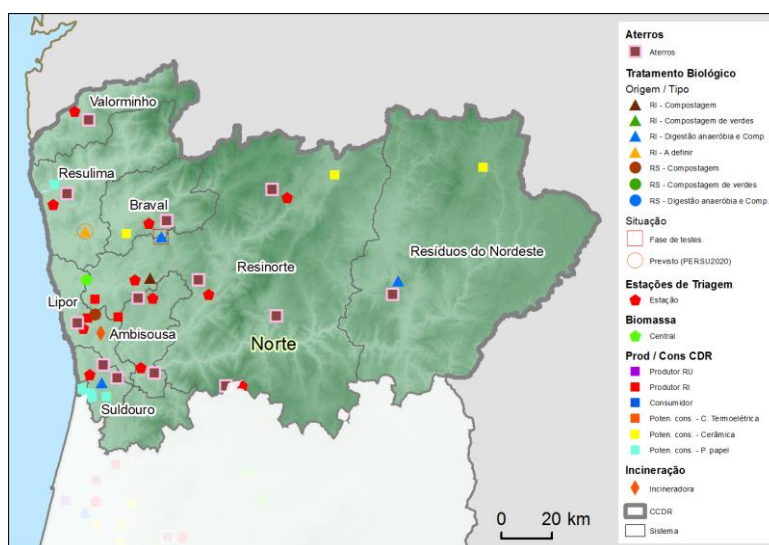 Valorminho
Resulima
Braval
Resinorte
Resíduos do Nordeste
Lipor
Ambisousa
Norte
Suldouro
0 20 km
Aterros
Aterros
Tratamento Biológico
Origem / Tipo
RI - Compostagem
RI - Compostagem de verdes
RI - Digestão anaeróbia e Comp.
RI - A definir
RS - Compostagem
RS - Compostagem de verdes
RS - Digestão anaeróbia e Comp.
Situação
Fase de testes.
Previsto (PERSU2020)
Estações de Triagem
Estação
Biomassa
Central
Prod / Cons CDR
Produtor RU
Produtor RI
Consumidor
Poten. cons. - C. Termoelétrica
Poten. cons. - Cerâmica
Poten. cons. - P. papel
Incineração
Incineradora
CCDR
Sistema